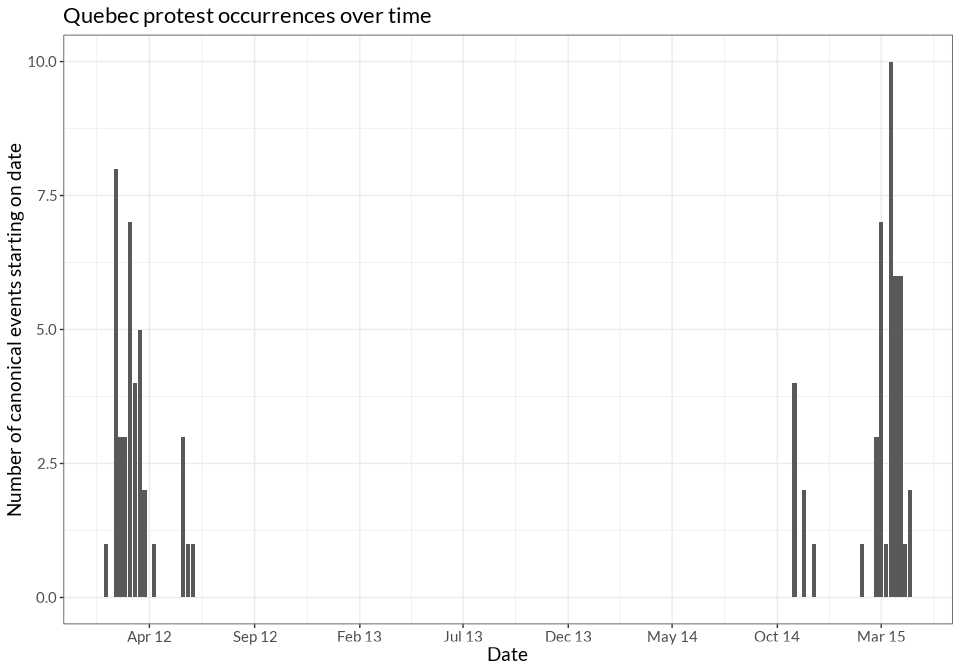 Quebec protest occurrences over time
Number of canonical events starting on date
10.0
7.5
5.0
2.5
0.0
Apr 12
Sep 12
Feb 13
Jul 13
Dec 13
May 14
Oct 14
Mar 15
Date